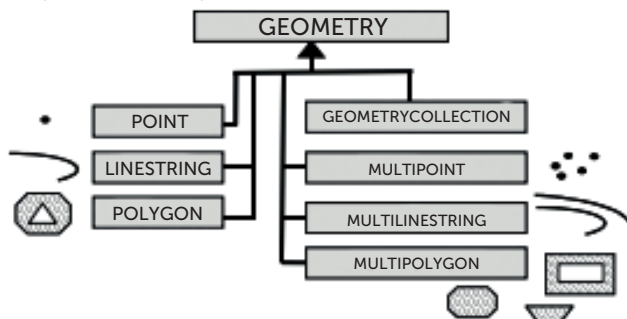 GEOMETRY
POINT
LINESTRING
POLYGON
GEOMETRYCOLLECTION
MULTIPOINT
MULTILINESTRING
MULTIPOLYGON